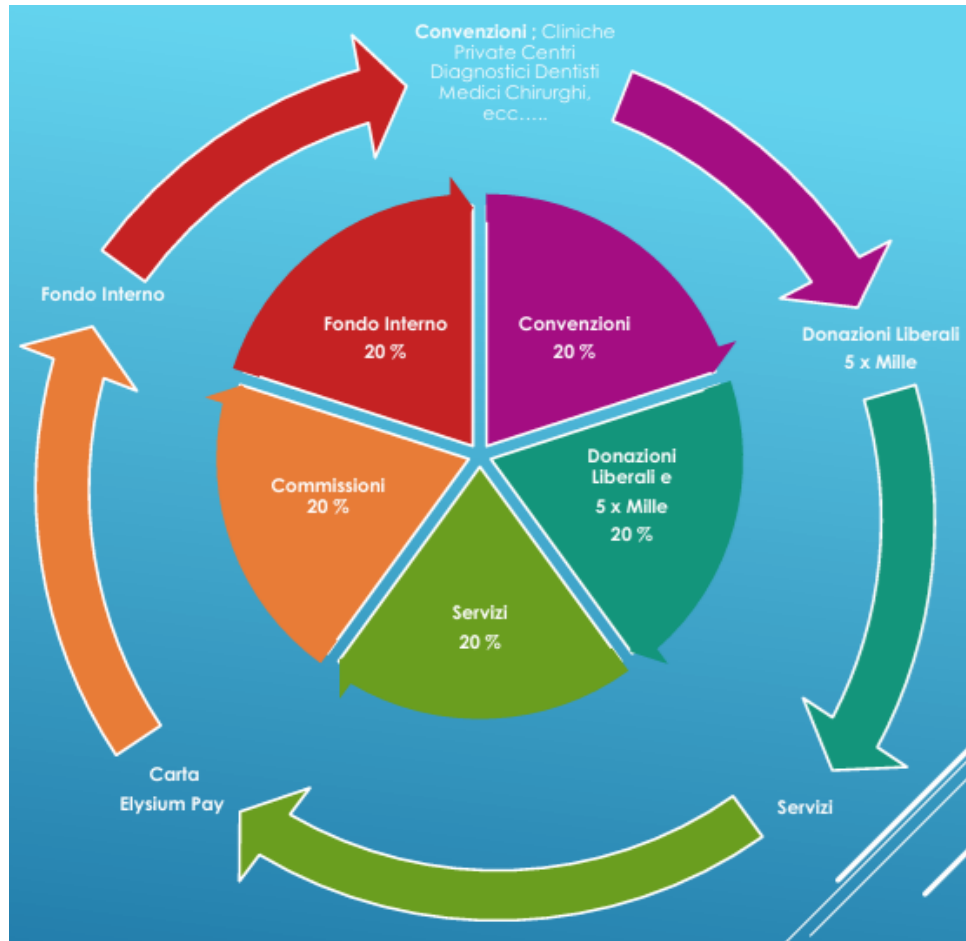 Convenzioni ; Cliniche
Private Centri
Diagnostici Dentisti
Medici Chirurghi,
ecc.....
Fondo Interno
Donazioni Liberali
5 x Mille
Fondo Interno
20 %
Convenzioni
20 %
Commissioni
20 %
Donazioni
Liberali e
5 x Mille
20 %
Servizi
20 %
Carta
Elysium Pay
Servizi